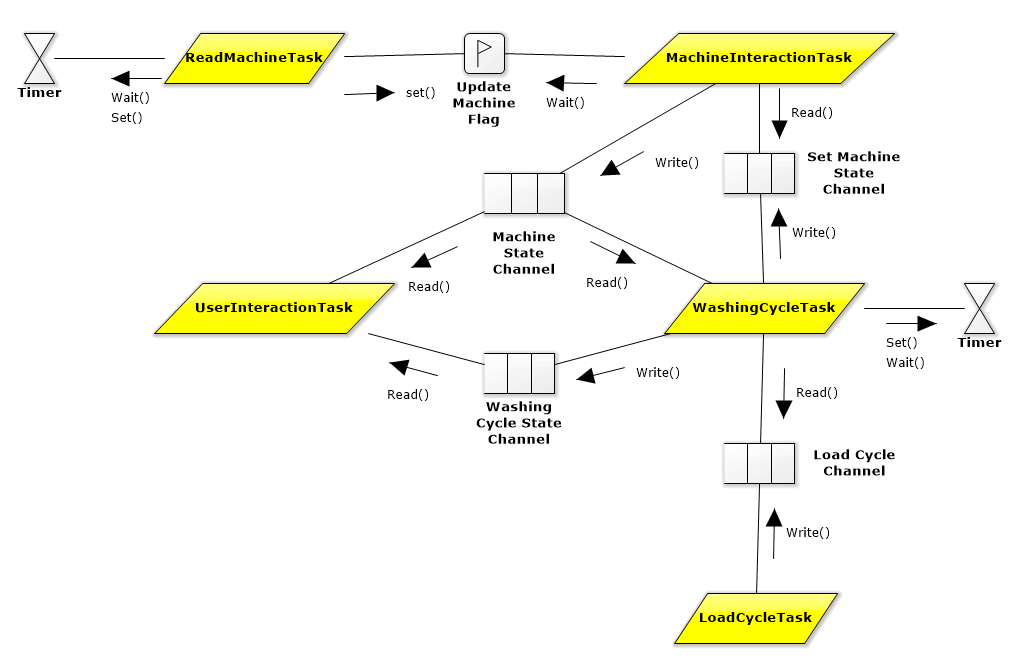 ReadMachineTask
MachineInteractionTask
Timer
Wait()
Set()
set()
Update
Machine
Flag
Wait()
Read()
Set Machine
State
Channel
Write()
Machine
State
Channel
Write()
Read()
Read()
UserInteractionTask
WashingCycleTask
Set()
Wait()
Timer
Read()
Write()
Washing
Cycle State
Channel
Read()
Load Cycle
Channel
Write()
LoadCycleTask